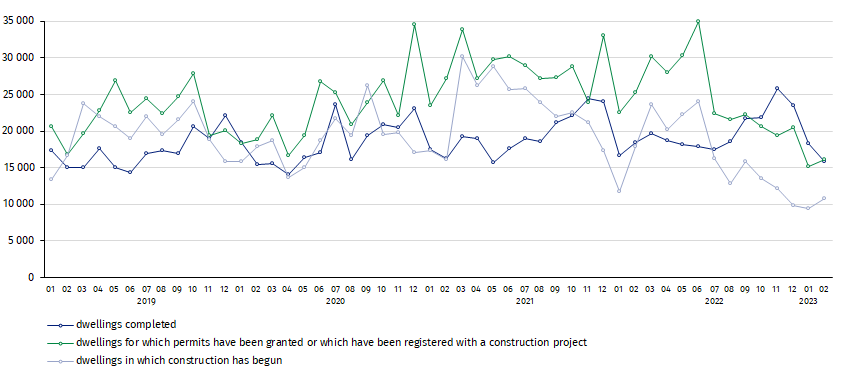 35 000
30 000
25 000
20 000
15 000
10 000
5 000
0
01 02 03 04 05 06 07 08 09 10 11 12 01 02 03 04 05 06 07 08 09 10 11 12 01 02 03 04 05 06 07 08 09 10 11 12 01 02 03 04 05 06 07 08 09 10 11 12 01 02
2019 2020 2021 2022 2023
dwellings completed
dwellings for which permits have been granted or which have been registered with a construction project
dwellings in which construction has begun